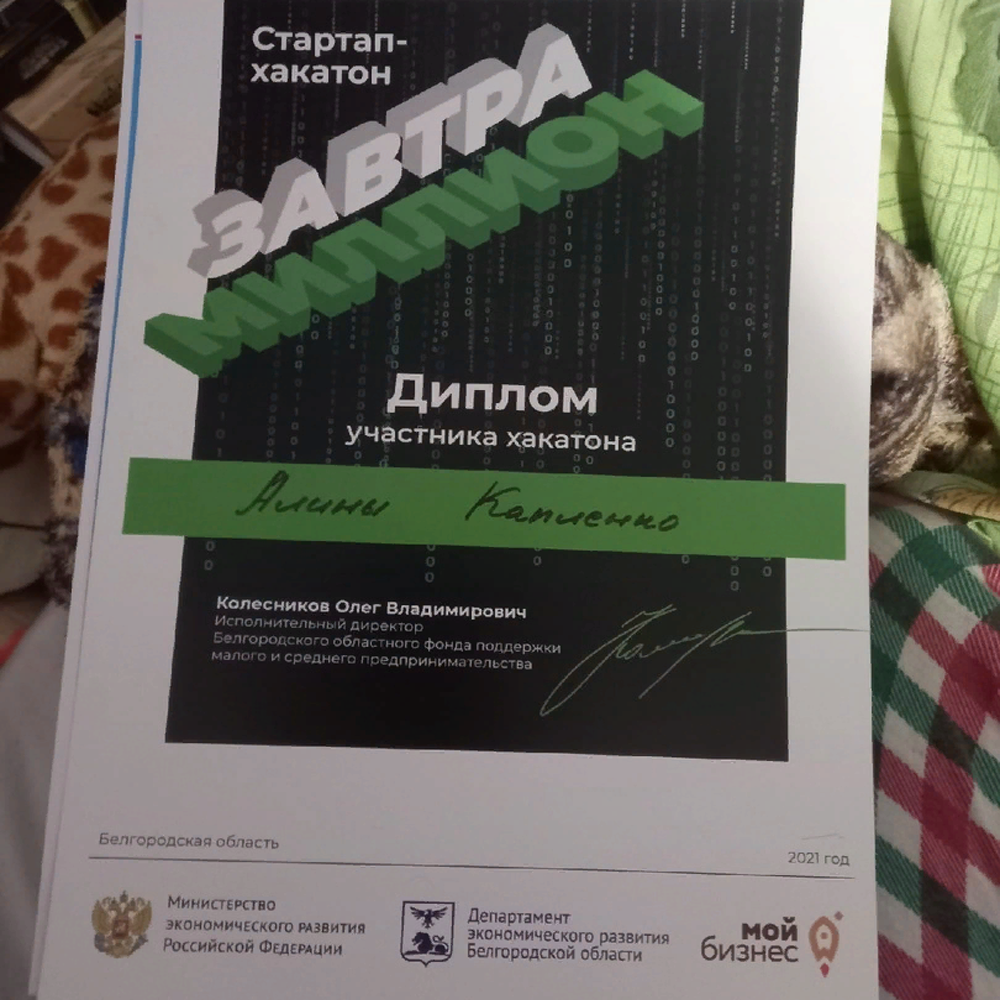 Стартап-
хакатон
ЗАВТРА
МИЛЛИОН
Диплом
участника хакатона
Алины Капленко
Колесников Олег Владимирович
Исполнительный директор
Белгородского областного фонда поддержки
малого и среднего предпринимательства
Белгородская область
2021 год
Министерство
экономического развития
Российской Федерации
Департамент
экономического развития
Белгородской области
мой
бизнес